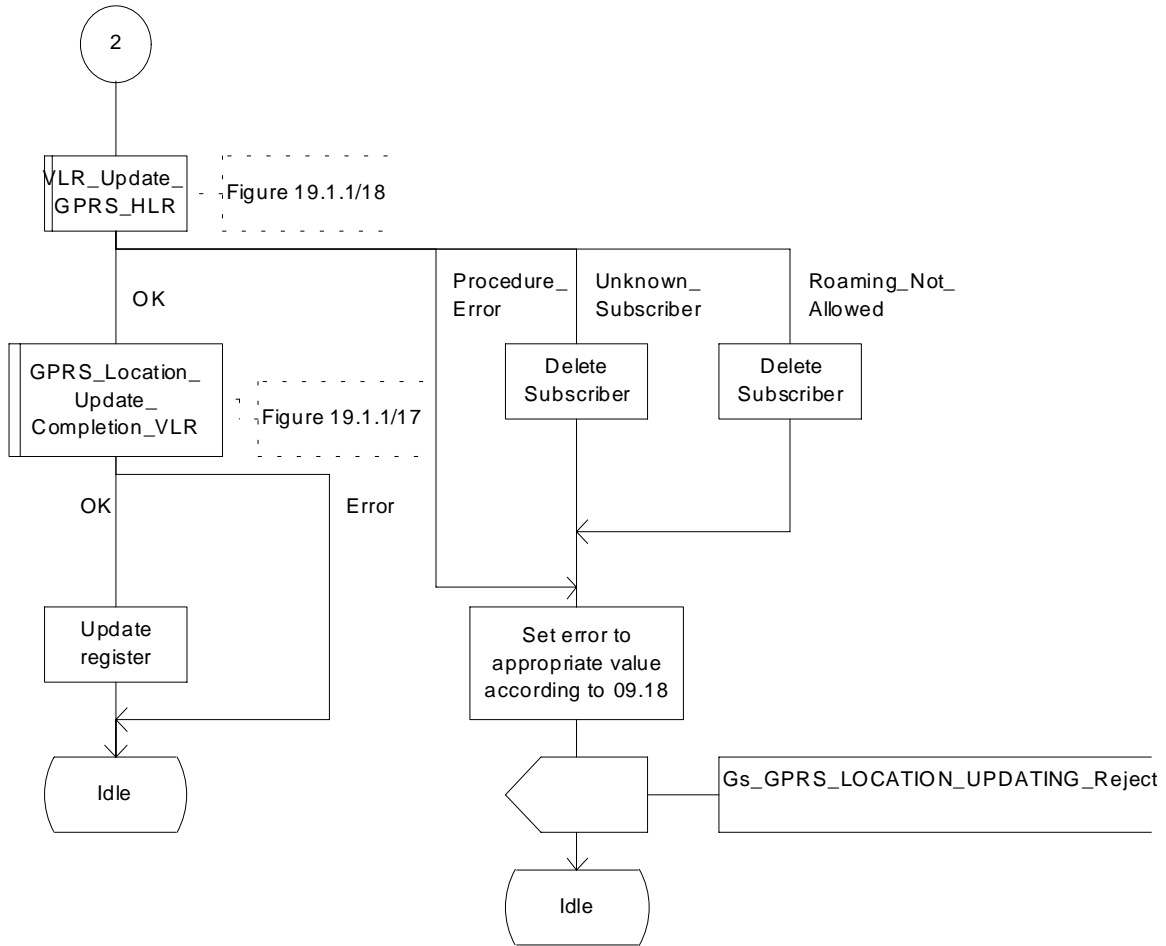 2
VLR_Update_
GPRS_HLR
Figure 19.1.1/18
OK
Procedure_
Error
Unknown_
Subscriber
Roaming_Not_
Allowed
GPRS_Location_
Update_
Completion_VLR
Figure 19.1.1/17
Delete
Subscriber
Delete
Subscriber
OK
Error
Update
register
Set error to
appropriate value
according to 09.18
Idle
Gs_GPRS_LOCATION_UPDATING_Reject
Idle